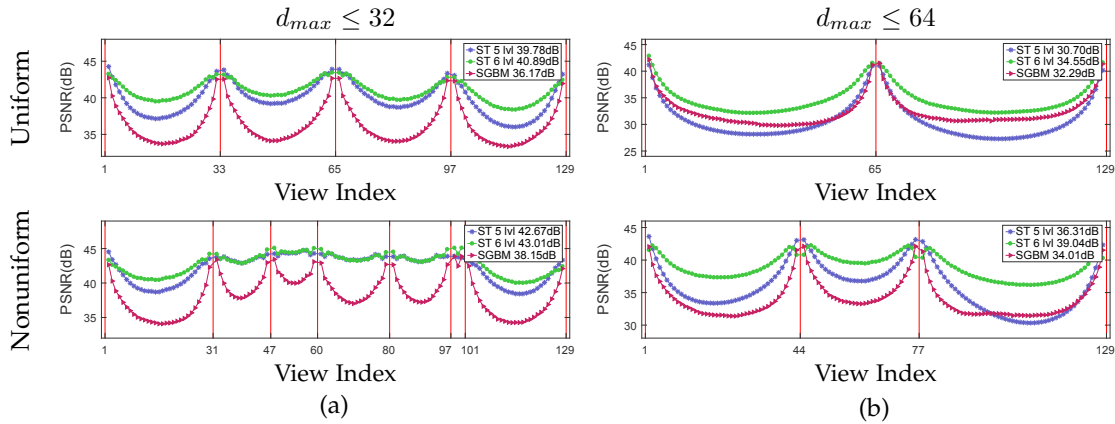 d_{max} ≤ 32
d_{max} ≤ 64
Uniform
PSNR(dB)
45
40
35
ST 5 lvl 39.78dB
ST 6 lvl 40.89dB
SGBM 36.17dB
1 33 65 97 129
View Index
45
40
35
30
25
ST 5 lvl 30.70dB
ST 6 lvl 34.55dB
SGBM 32.29dB
1 65 129
View Index
PSNR(dB)
Nonuniform
PSNR(dB)
45
40
35
ST 5 lvl 42.67dB
ST 6 lvl 43.01dB
SGBM 38.15dB
1 31 47 60 80 97 101 129
View Index
(a)
PSNR(dB)
45
40
35
30
ST 5 lvl 36.31dB
ST 6 lvl 39.04dB
SGBM 34.01dB
1 44 77 129
View Index
(b)